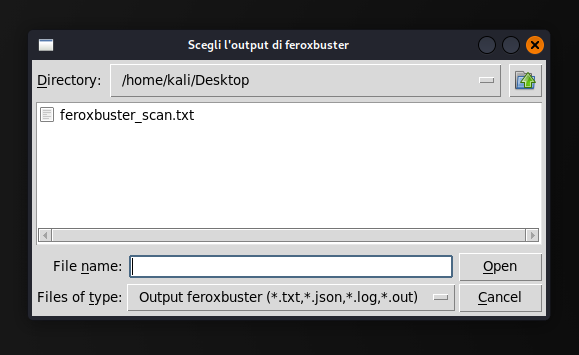 Scegli l'output di feroxbuster
Directory: /home/kali/Desktop
feroxbuster_scan.txt
File name: Open
Files of type: Output feroxbuster (*.txt,*.json,*.log,*.out) Cancel